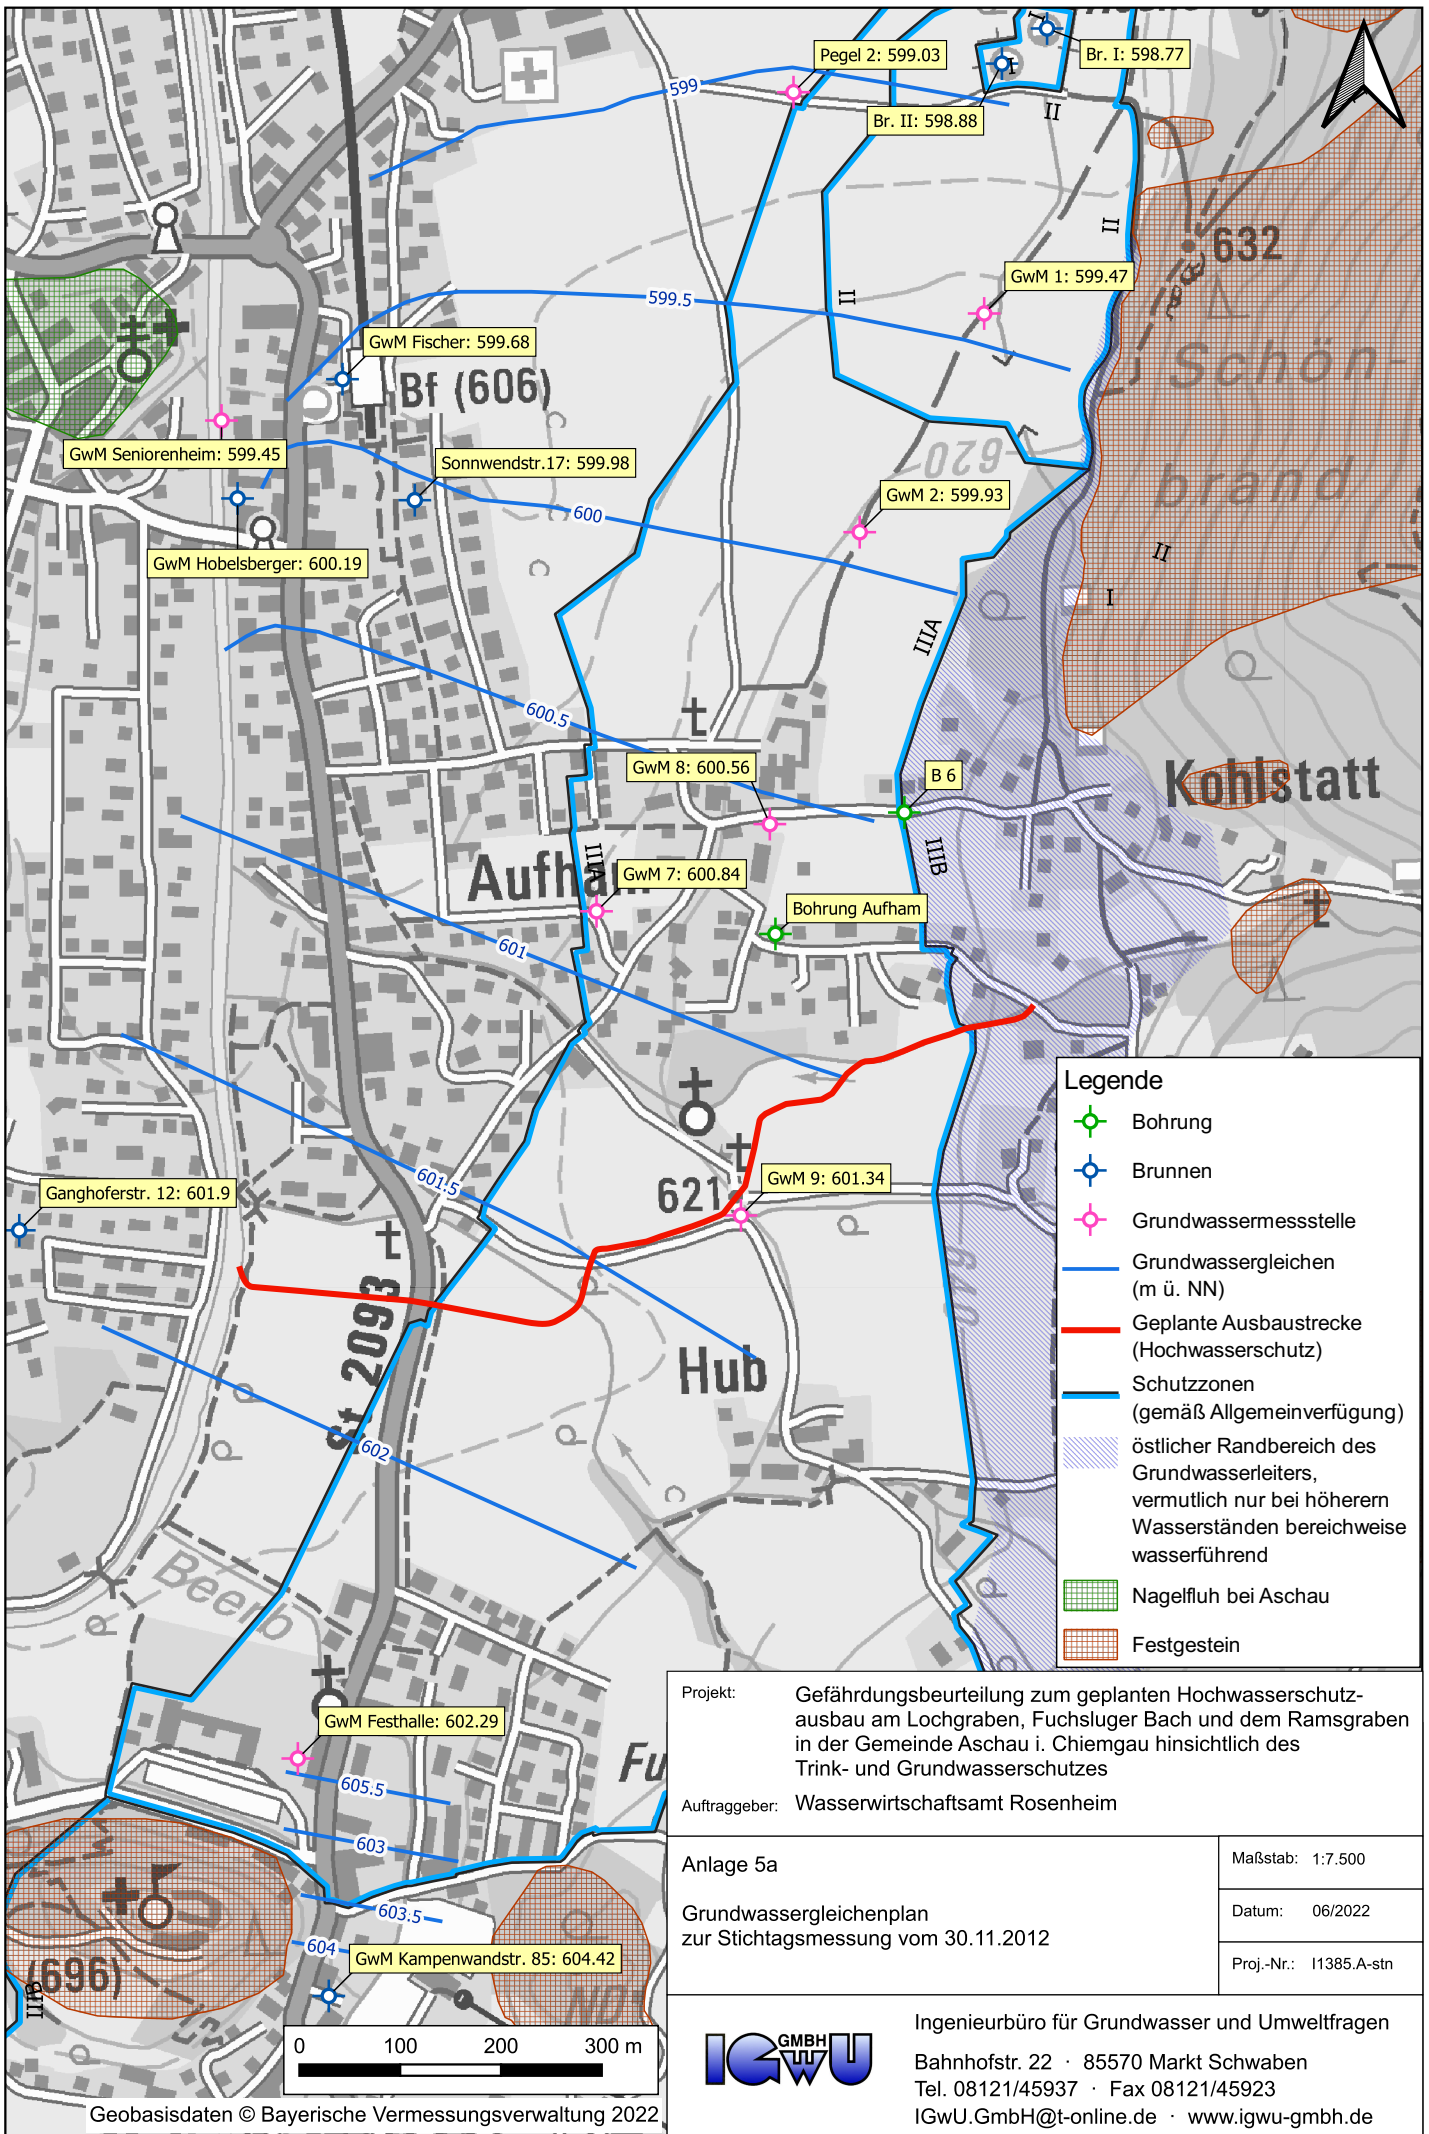 Pegel 2: 599.03
Br. I: 598.77
Br. II: 598.88
I
I
II
599
II
632
GwM 1: 599.47
II
599.5
GwM Fischer: 599.68
Bf (606)
Schön-
brand
620
GwM Seniorenheim: 599.45
Sonnwendstr.17: 599.98
GwM 2: 599.93
600
GwM Hobelsberger: 600.19
II
I
IIIA
600.5
GwM 8: 600.56
B 6
Kohlstatt
IIIB
Aufham
IIIA
GwM 7: 600.84
Bohrung Aufham
601
601.5
621
GwM 9: 601.34
Ganghoferstr. 12: 601.9
St 2093
640
Hub
602
Beerb
GwM Festhalle: 602.29
Fu
605.5
603
603.5
604
GwM Kampenwandstr. 85: 604.42
(696)
IIIB
0 100 200 300 m
Geobasisdaten © Bayerische Vermessungsverwaltung 2022
Legende
Bohrung
Brunnen
Grundwassermessstelle
Grundwassergleichen
(m ü. NN)
Geplante Ausbaustrecke
(Hochwasserschutz)
Schutzzonen
(gemäß Allgemeinverfügung)
östlicher Randbereich des
Grundwasserleiters,
vermutlich nur bei höherern
Wasserständen bereichweise
wasserführend
Nagelfluh bei Aschau
Festgestein
Projekt: Gefährdungsbeurteilung zum geplanten Hochwasserschutz-
ausbau am Lochgraben, Fuchsluger Bach und dem Ramsgraben
in der Gemeinde Aschau i. Chiemgau hinsichtlich des
Trink- und Grundwasserschutzes
Auftraggeber: Wasserwirtschaftsamt Rosenheim
Anlage 5a
Grundwassergleichenplan
zur Stichtagsmessung vom 30.11.2012
Maßstab: 1:7.500
Datum: 06/2022
Proj.-Nr.: I1385.A-stn
IGWU GMBH
Ingenieurbüro für Grundwasser und Umweltfragen
Bahnhofstr. 22 · 85570 Markt Schwaben
Tel. 08121/45937 · Fax 08121/45923
IGwU.GmbH@t-online.de · www.igwu-gmbh.de